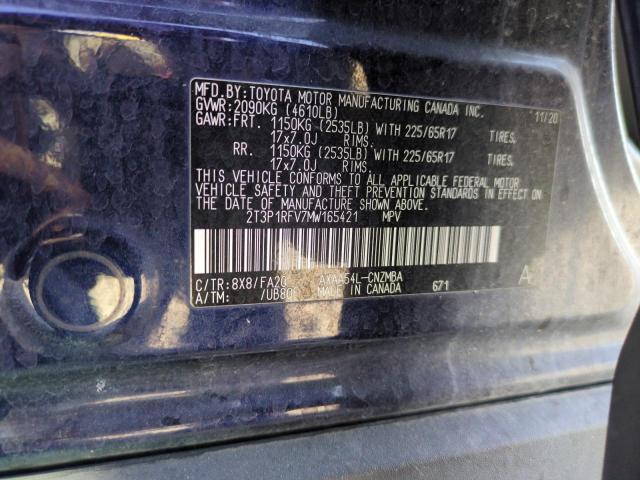 MFD.BY: TOYOTA MOTOR MANUFACTURING CANADA INC.
GVWR: 2090KG (4610LB) 11/20
GAWR: FRT. 1150KG (2535LB) WITH 225/65R17 TIRES,
17x7.0J RIMS.
RR. 1150KG (2535LB) WITH 225/65R17 TIRES,
17x7.0J RIMS.
THIS VEHICLE CONFORMS TO ALL APPLICABLE FEDERAL MOTOR
VEHICLE SAFETY AND THEFT PREVENTION STANDARDS IN EFFECT ON
THE DATE OF MANUFACTURE SHOWN ABOVE.
2T3P1RFV7MW165421 MPV
C/TR: 8X8/FA20 AXAA54L-CNZMBA A
A/TM: /UB80 MADE IN CANADA 671